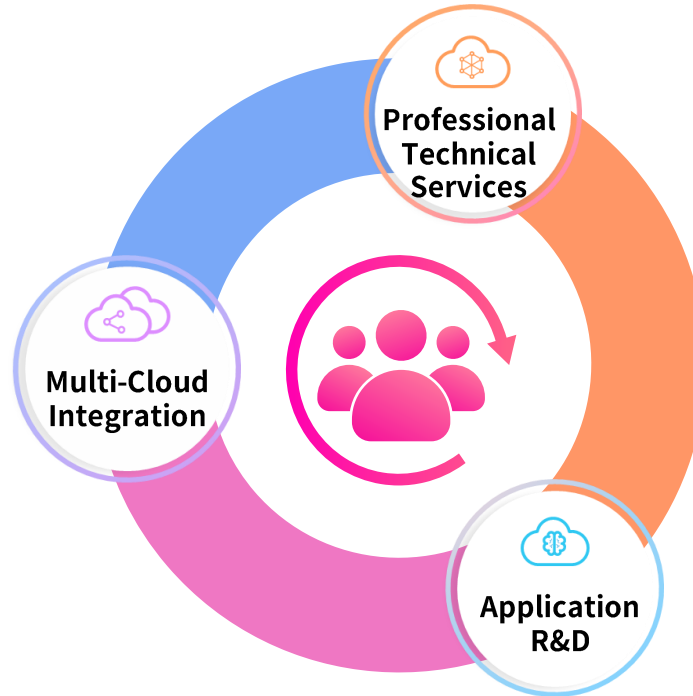 Professional
Technical
Services
Multi-Cloud
Integration
Application
R&D